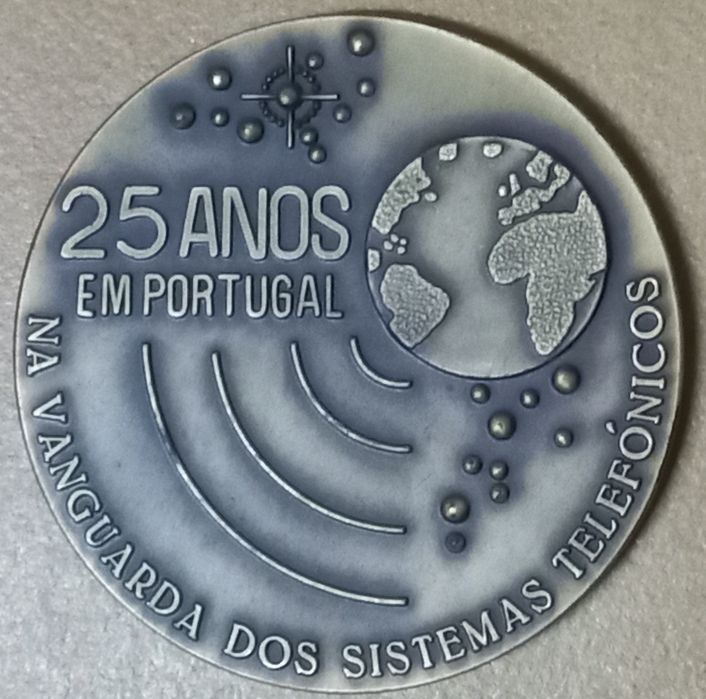 25 ANOS
EM PORTUGAL
NA VANGUARDA DOS SISTEMAS TELEFÓNICOS